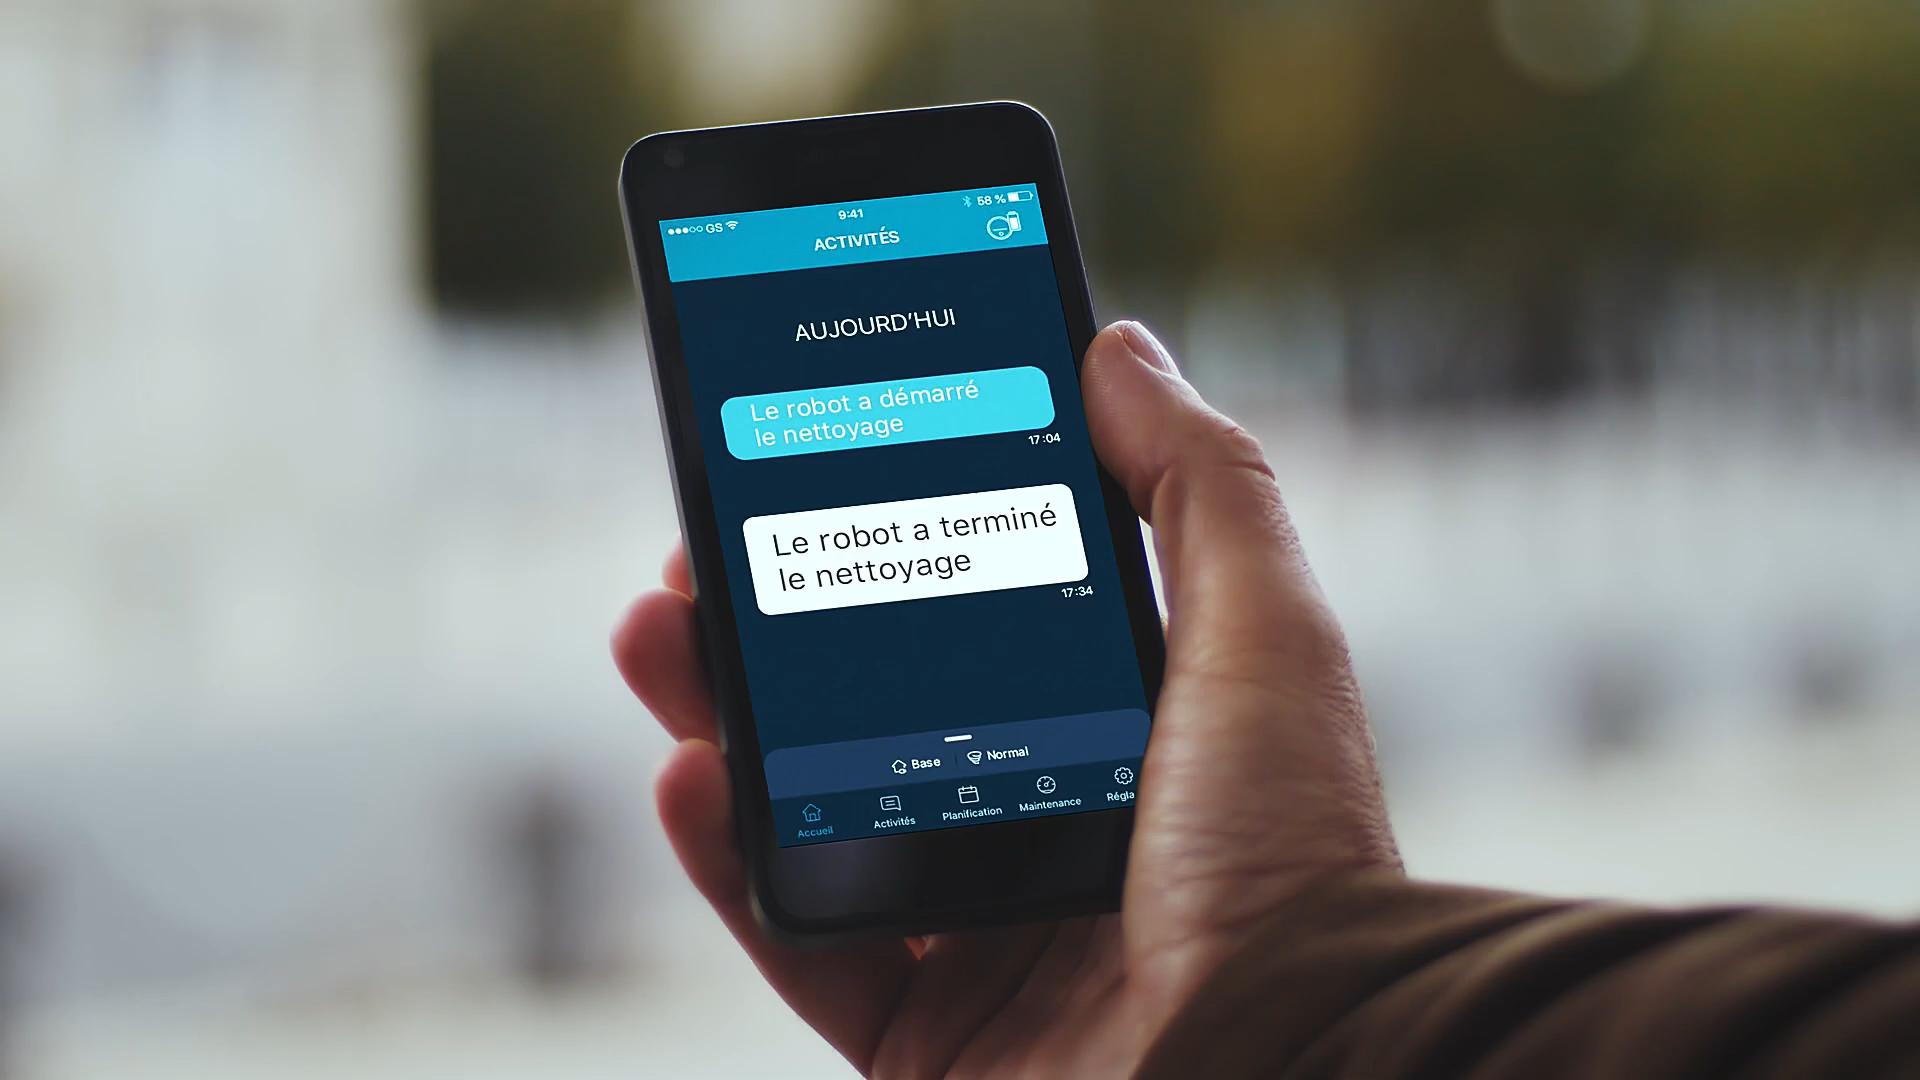 GS 9:41 58 %
ACTIVITÉS
AUJOURD'HUI
Le robot a démarré
le nettoyage
17:04
Le robot a terminé
le nettoyage
17:34
Base Normal
Accueil Activités Planification Maintenance Régla